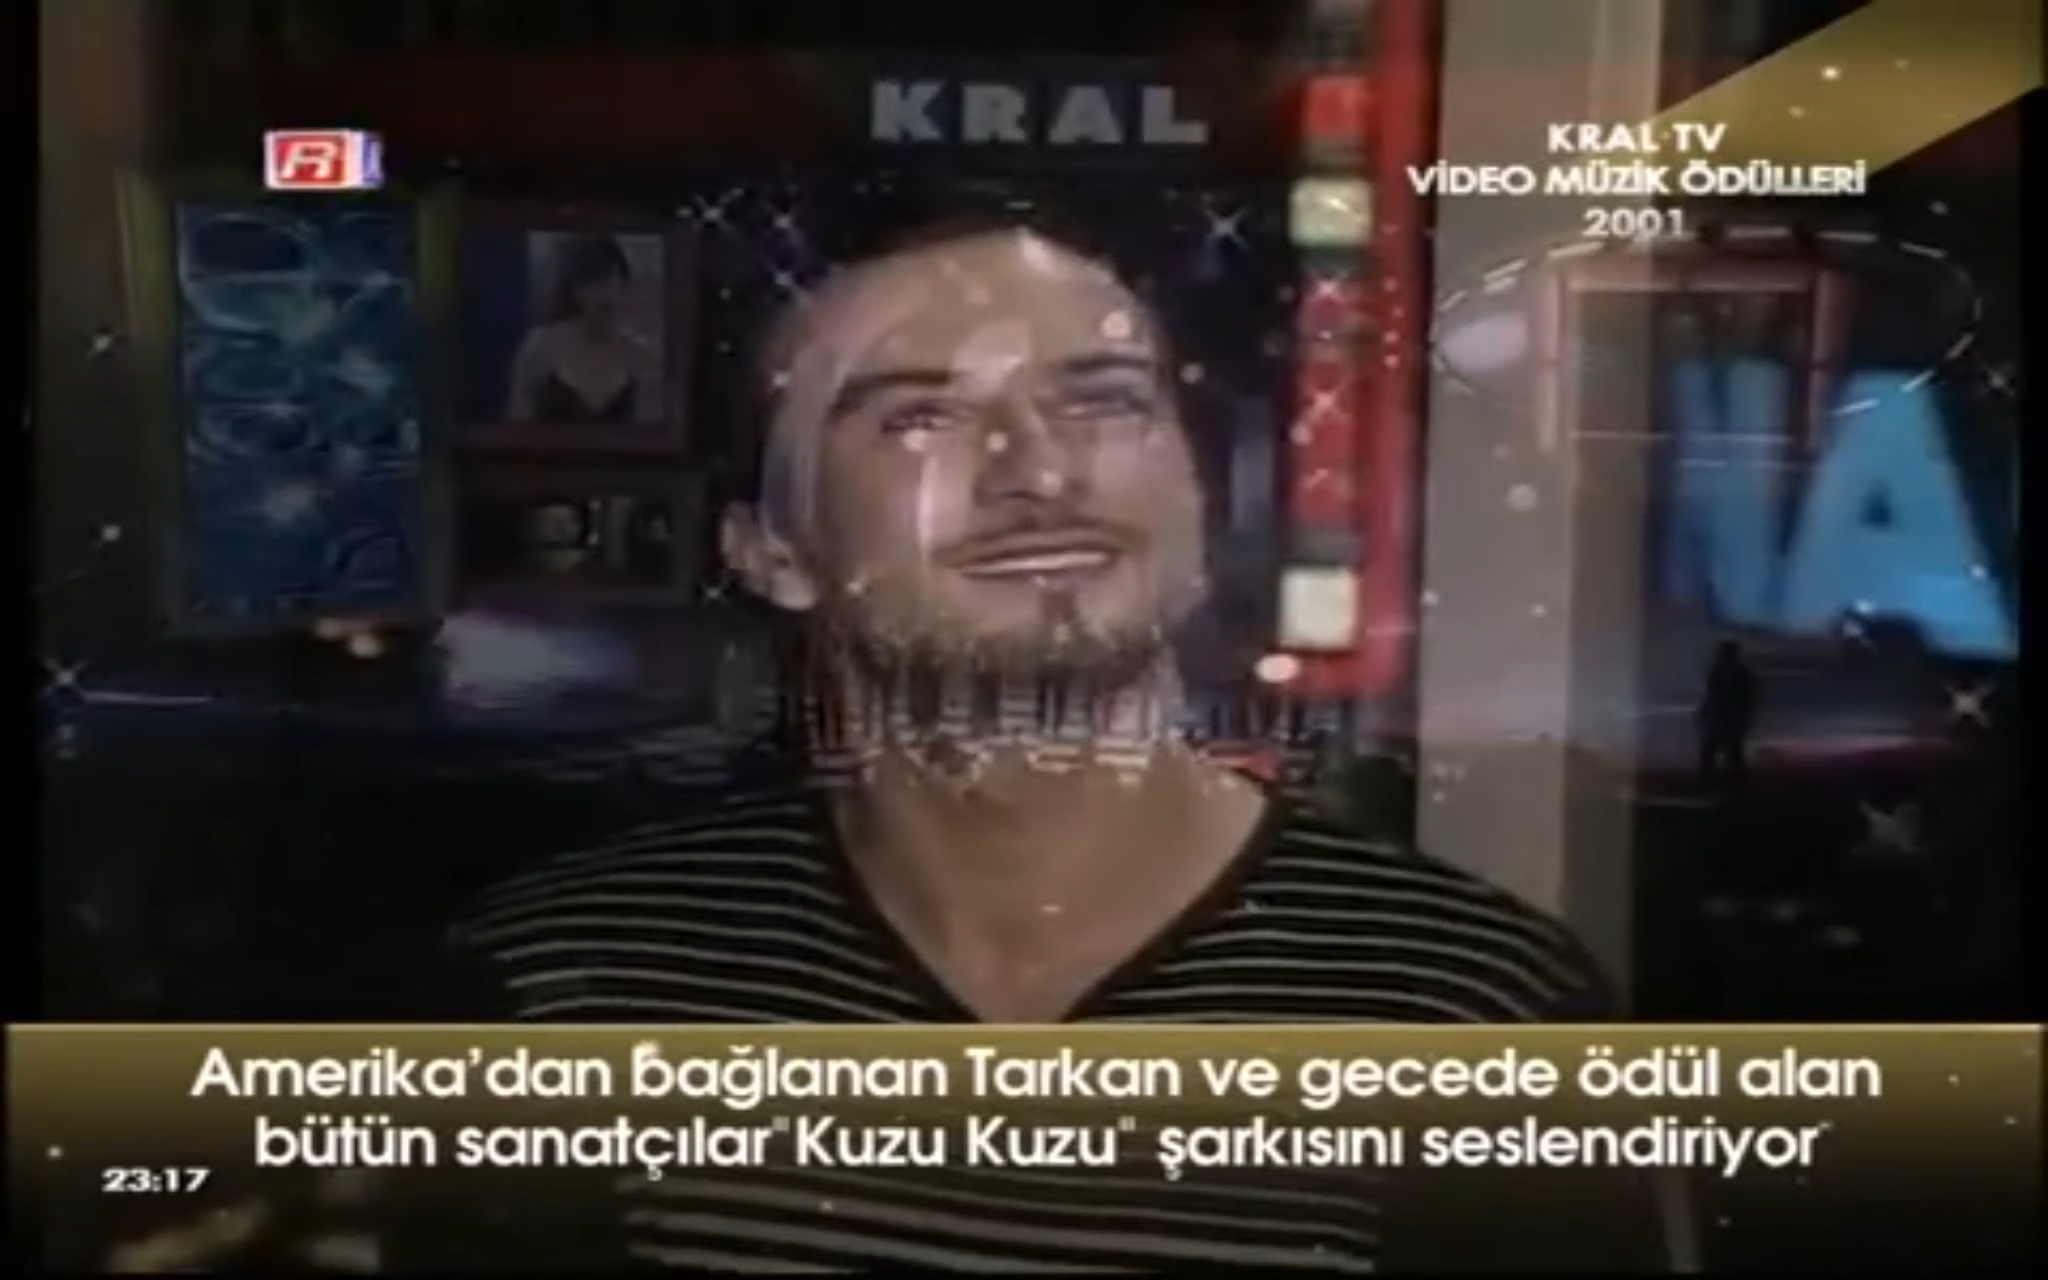 KRAL
KRAL TV
VİDEO MÜZİK ÖDÜLLERİ
2001
Amerika'dan bağlanan Tarkan ve gecede ödül alan
bütün sanatçılar"Kuzu Kuzu" şarkısını seslendiriyor
23:17